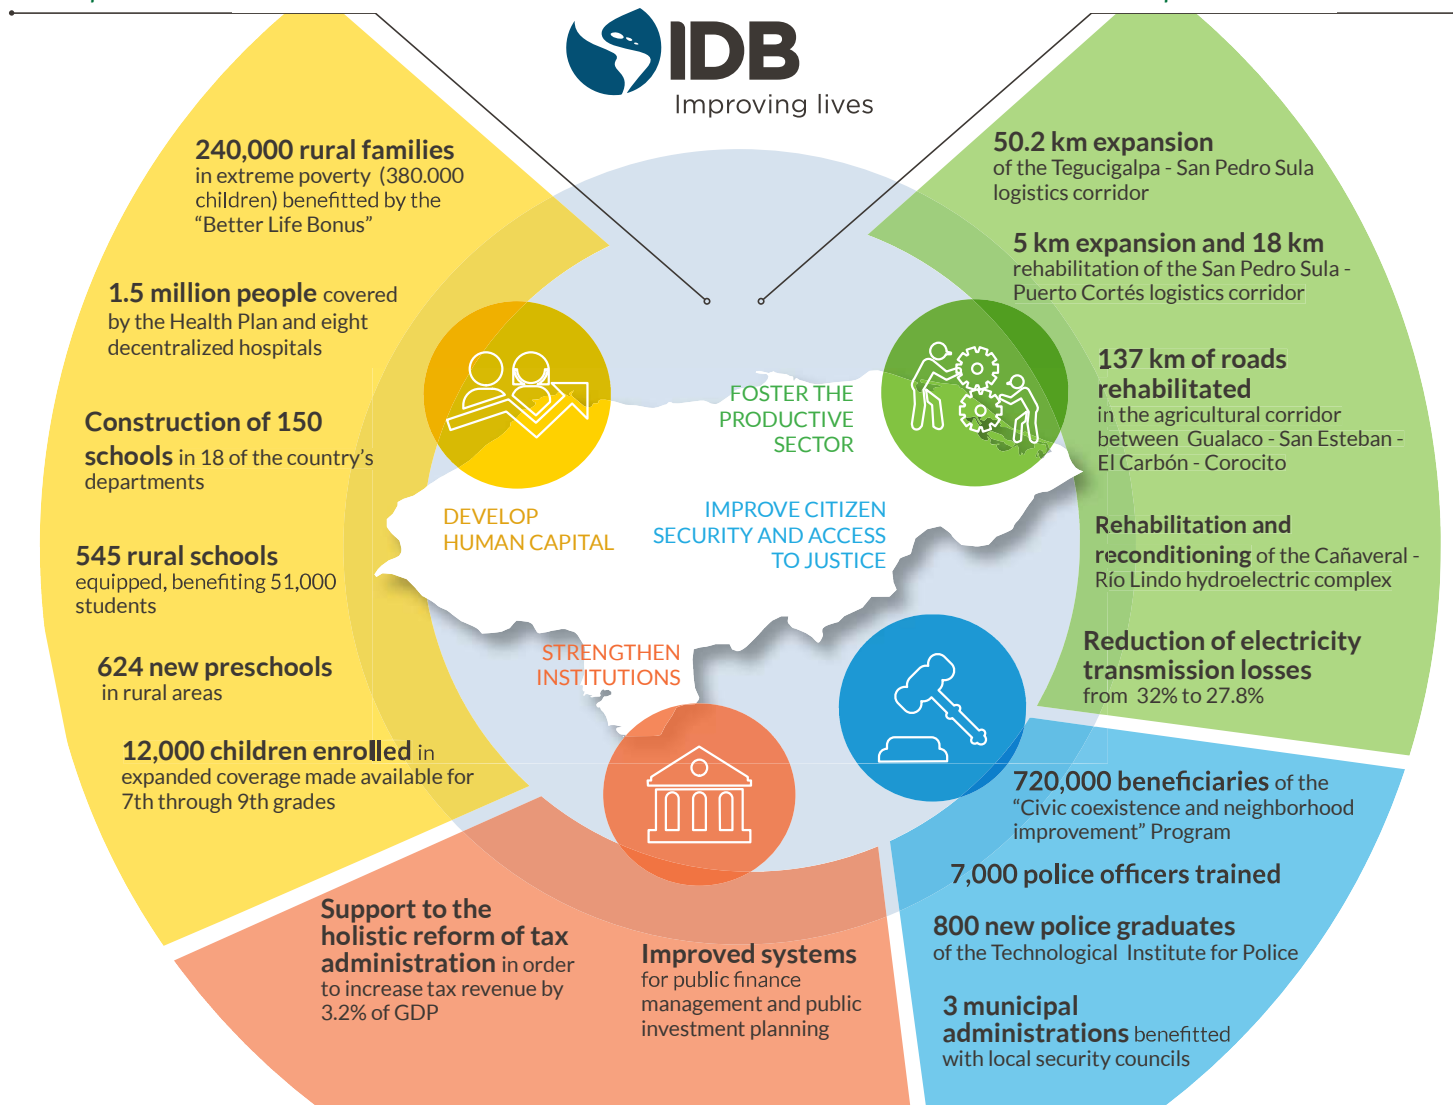 IDB
Improving lives
240,000 rural families
in extreme poverty (380.000
children) benefitted by the
“Better Life Bonus”
1.5 million people covered
by the Health Plan and eight
decentralized hospitals
Construction of 150
schools in 18 of the country’s
departments
545 rural schools
equipped, benefiting 51,000
students
624 new preschools
in rural areas
12,000 children enrolled in
expanded coverage made available for
7th through 9th grades
DEVELOP
HUMAN CAPITAL
FOSTER THE
PRODUCTIVE
SECTOR
IMPROVE CITIZEN
SECURITY AND ACCESS
TO JUSTICE
STRENGTHEN
INSTITUTIONS
50.2 km expansion
of the Tegucigalpa - San Pedro Sula
logistics corridor
5 km expansion and 18 km
rehabilitation of the San Pedro Sula -
Puerto Cortés logistics corridor
137 km of roads
rehabilitated
in the agricultural corridor
between Gualaco - San Esteban -
El Carbón - Corocito
Rehabilitation and
reconditioning of the Cañaveral -
Río Lindo hydroelectric complex
Reduction of electricity
transmission losses
from 32% to 27.8%
720,000 beneficiaries of the
“Civic coexistence and neighborhood
improvement” Program
7,000 police officers trained
800 new police graduates
of the Technological Institute for Police
3 municipal
administrations benefitted
with local security councils
Support to the
holistic reform of tax
administration in order
to increase tax revenue by
3.2% of GDP
Improved systems
for public finance
management and public
investment planning